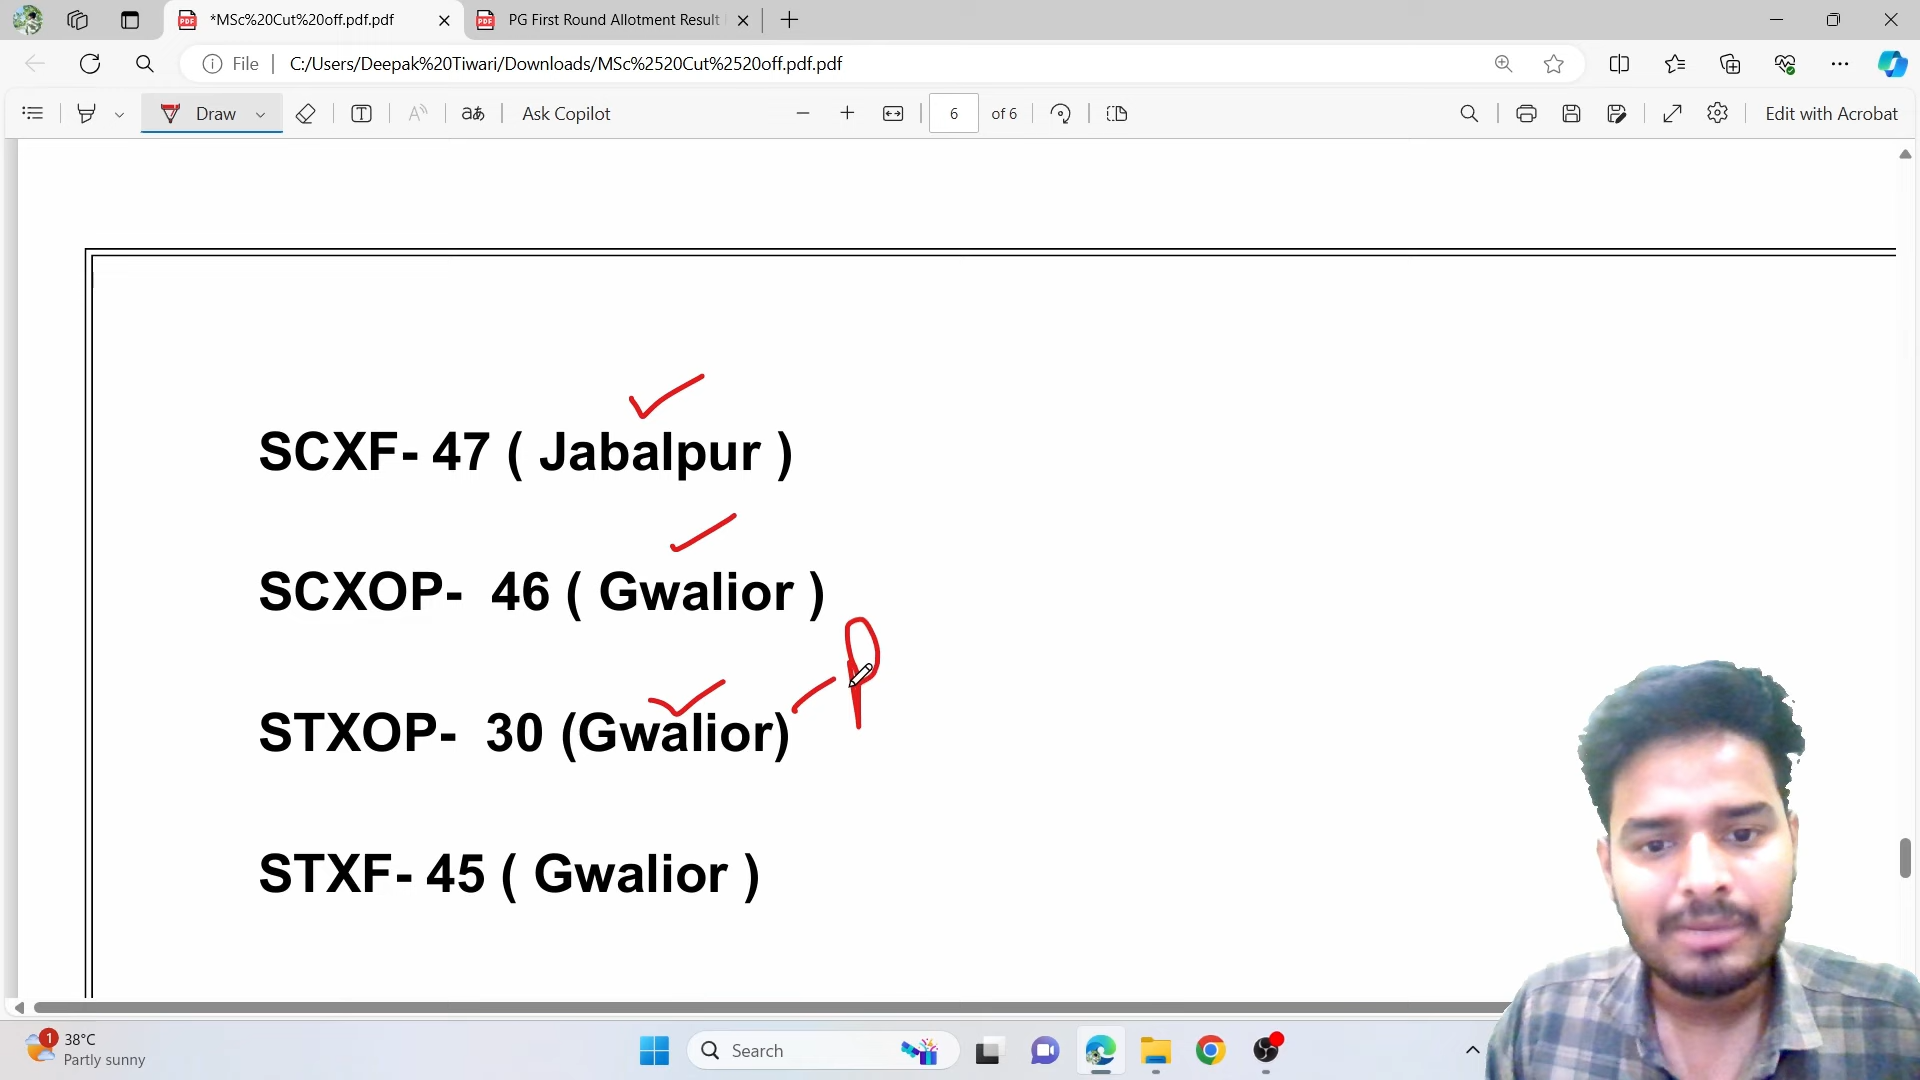 *MSc%20Cut%20off.pdf.pdf
PG First Round Allotment Result
File
C:/Users/Deepak%20Tiwari/Downloads/MSc%2520Cut%2520off.pdf.pdf
Draw
Ask Copilot
6 of 6
Edit with Acrobat
SCXF- 47 ( Jabalpur )
SCXOP- 46 ( Gwalior )
P
STXOP- 30 (Gwalior)
STXF- 45 ( Gwalior )
1
38°C
Partly sunny
Search